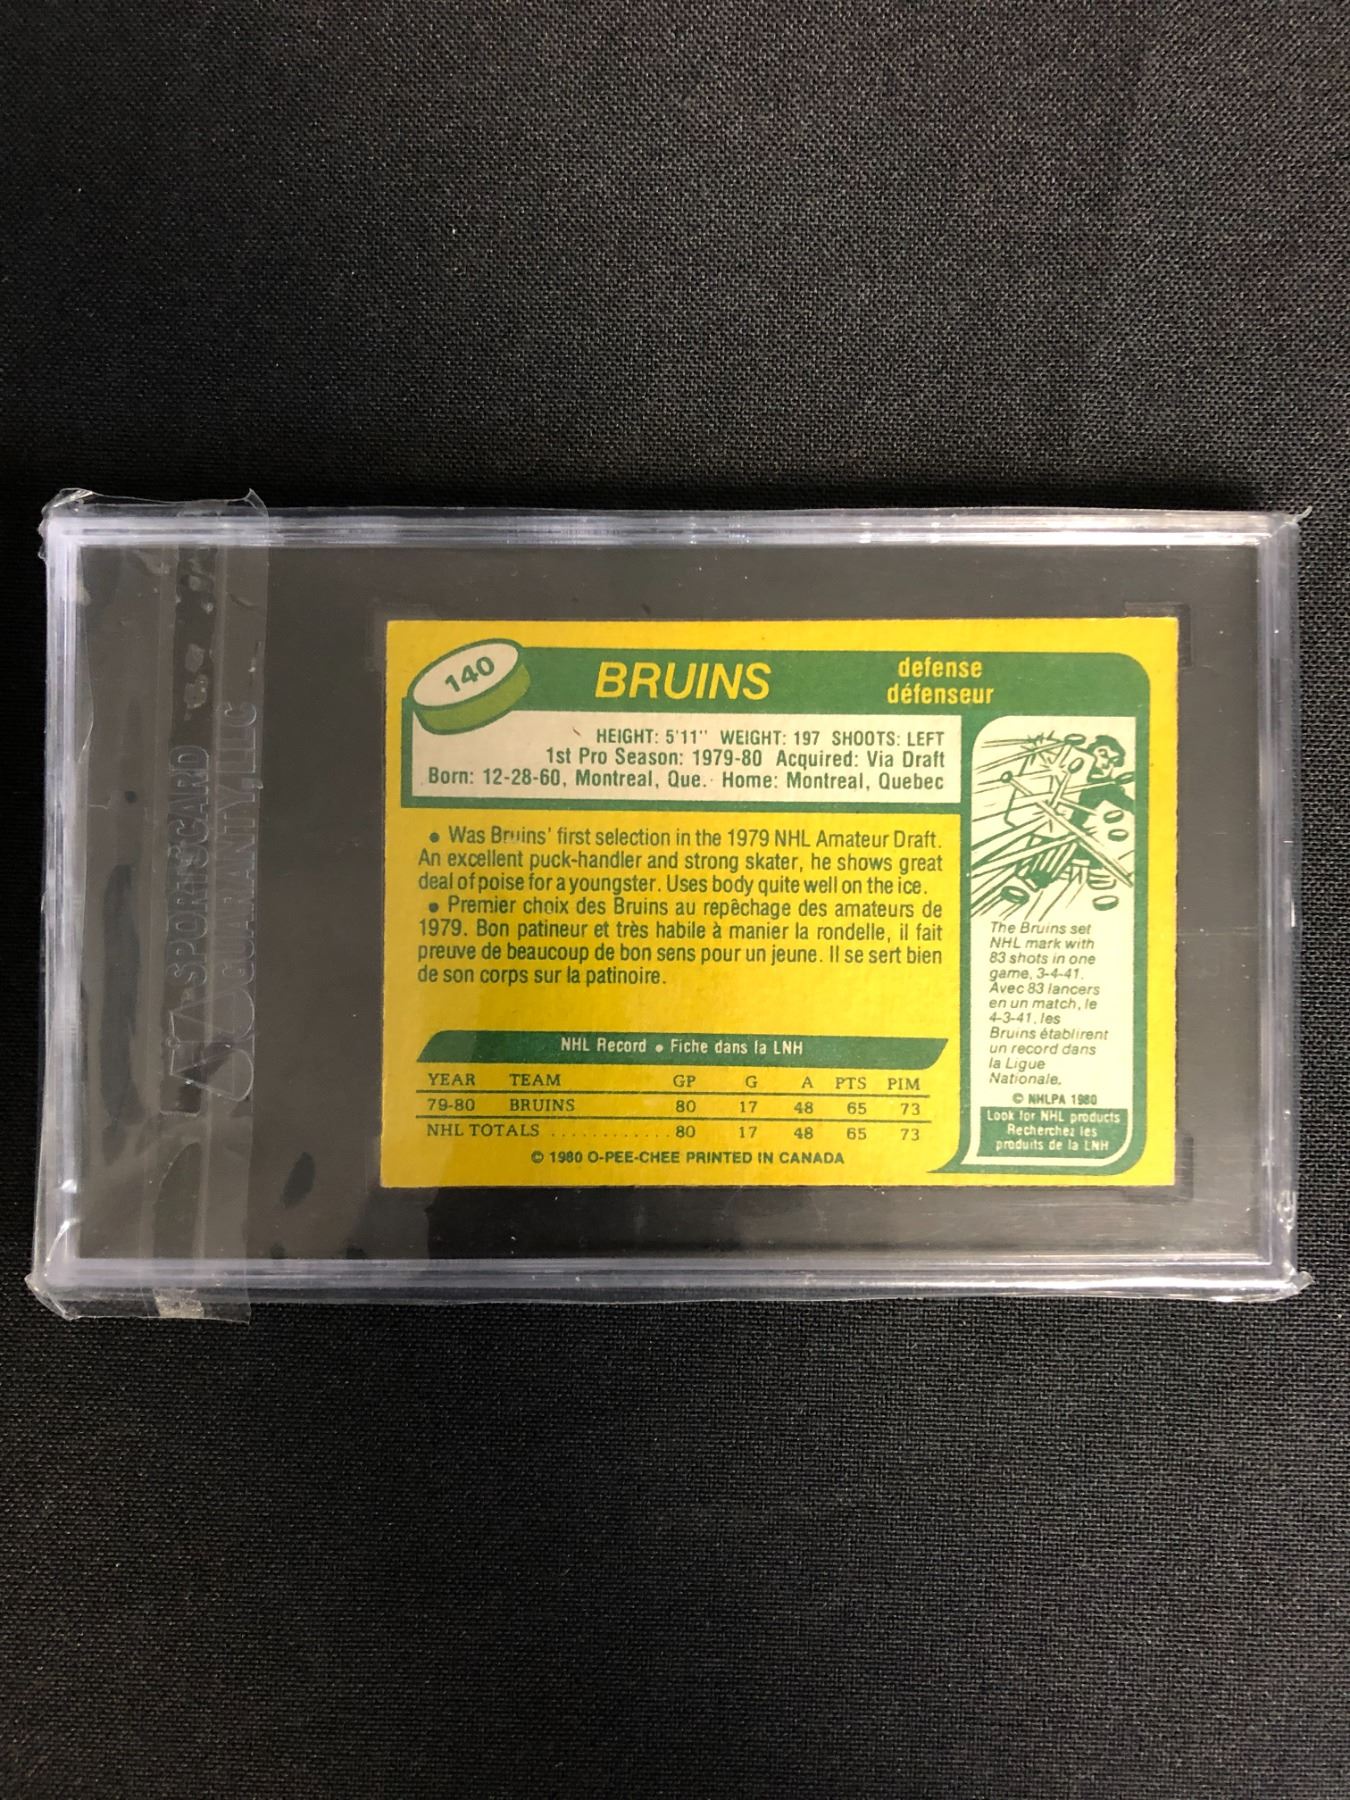 140
BRUINS
defense
défenseur
HEIGHT: 5'11" WEIGHT: 197 SHOOTS: LEFT
1st Pro Season: 1979-80 Acquired: Via Draft
Born: 12-28-60, Montreal, Que. Home: Montreal, Quebec
• Was Bruins' first selection in the 1979 NHL Amateur Draft.
An excellent puck-handler and strong skater, he shows great
deal of poise for a youngster. Uses body quite well on the ice.
• Premier choix des Bruins au repêchage des amateurs de
1979. Bon patineur et très habile à manier la rondelle, il fait
preuve de beaucoup de bon sens pour un jeune. Il se sert bien
de son corps sur la patinoire.
NHL Record • Fiche dans la LNH
YEAR TEAM GP G A PTS PIM
79-80 BRUINS 80 17 48 65 73
NHL TOTALS ............ 80 17 48 65 73
© 1980 O-PEE-CHEE PRINTED IN CANADA
The Bruins set
NHL mark with
83 shots in one
game, 3-4-41.
Avec 83 lancers
en un match, le
4-3-41, les
Bruins établirent
un record dans
la Ligue
Nationale.
© NHLPA 1980
Look for NHL products
Recherchez les
produits de la LNH
SPORTSCARD
GUARANTY, LLC